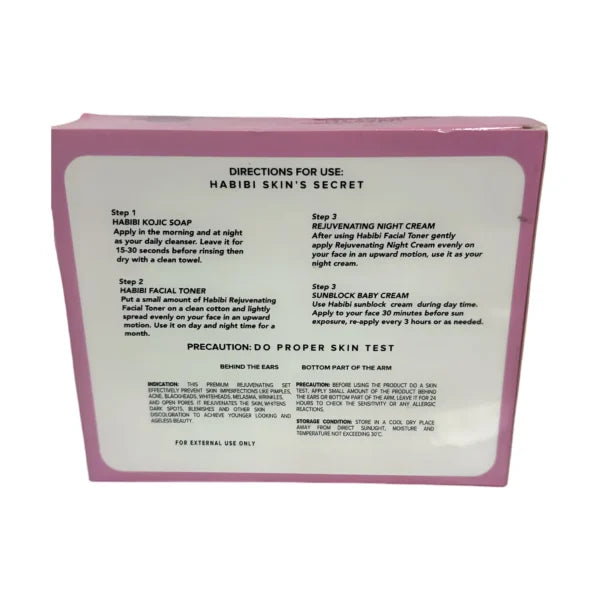 DIRECTIONS FOR USE:
HABIBI SKIN'S SECRET
Step 1
HABIBI KOJIC SOAP
Apply in the morning and at night
as your daily cleanser. Leave it for
15-30 seconds before rinsing then
dry with a clean towel.
Step 2
HABIBI FACIAL TONER
Put a small amount of Habibi Rejuvenating
Facial Toner on a clean cotton and lightly
spread evenly on your face in an upward
motion. Use it on day and night time for a
month.
Step 3
REJUVENATING NIGHT CREAM
After using Habibi Facial Toner gently
apply Rejuvenating Night Cream evenly on
your face in an upward motion, use it as your
night cream.
Step 3
SUNBLOCK BABY CREAM
Use Habibi sunblock cream during day time.
Apply to your face 30 minutes before sun
exposure, re-apply every 3 hours or as needed.
PRECAUTION: DO PROPER SKIN TEST
BEHIND THE EARS BOTTOM PART OF THE ARM
INDICATION: THIS PREMIUM REJUVENATING SET
EFFECTIVELY PREVENT SKIN IMPERFECTIONS LIKE PIMPLES,
ACNE, BLACKHEADS, WHITEHEADS, MELASMA, WRINKLES,
AND OPEN PORES. IT REJUVENATES THE SKIN, WHITENS
DARK SPOTS, BLEMISHES AND OTHER SKIN
DISCOLORATION TO ACHIEVE YOUNGER LOOKING AND
AGELESS BEAUTY.
FOR EXTERNAL USE ONLY
PRECAUTION: BEFORE USING THE PRODUCT DO A SKIN
TEST, APPLY SMALL AMOUNT OF THE PRODUCT BEHIND
THE EARS OR BOTTOM PART OF THE ARM, LEAVE IT FOR 24
HOURS TO CHECK THE SENSITIVITY OR ANY ALLERGIC
REACTIONS.
STORAGE CONDITION: STORE IN A COOL DRY PLACE
AWAY FROM DIRECT SUNLIGHT, MOISTURE AND
TEMPERATURE NOT EXCEEDING 30°C.